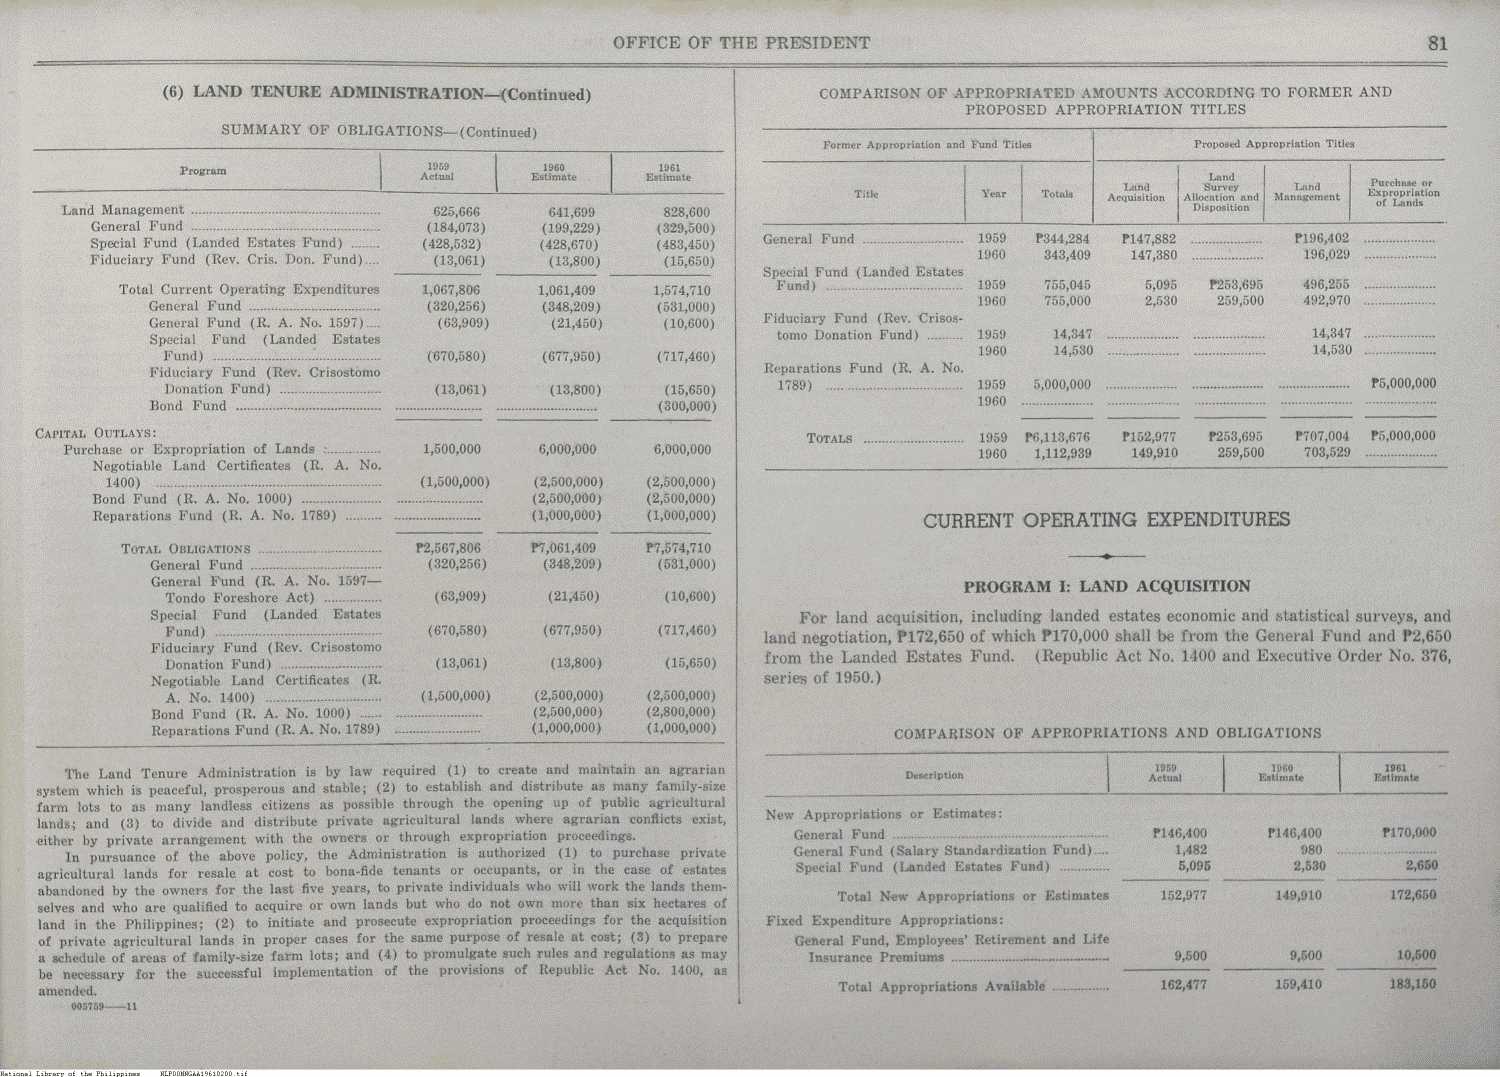 OFFICE OF THE PRESIDENT 81
(6) LAND TENURE ADMINISTRATION—(Continued)
SUMMARY OF OBLIGATIONS—(Continued)
Program 1959 Actual 1960 Estimate 1961 Estimate
Land Management 625,666 641,699 828,600
General Fund (184,073) (199,229) (329,500)
Special Fund (Landed Estates Fund) (428,532) (428,670) (483,450)
Fiduciary Fund (Rev. Cris. Don. Fund) (13,061) (13,800) (15,650)
Total Current Operating Expenditures 1,067,806 1,061,409 1,574,710
General Fund (320,256) (348,209) (531,000)
General Fund (R. A. No. 1597) (63,909) (21,450) (10,600)
Special Fund (Landed Estates
Fund) (670,580) (677,950) (717,460)
Fiduciary Fund (Rev. Crisostomo
Donation Fund) (13,061) (13,800) (15,650)
Bond Fund (300,000)
CAPITAL OUTLAYS:
Purchase or Expropriation of Lands 1,500,000 6,000,000 6,000,000
Negotiable Land Certificates (R. A. No.
1400) (1,500,000) (2,500,000) (2,500,000)
Bond Fund (R. A. No. 1000) (2,500,000) (2,500,000)
Reparations Fund (R. A. No. 1789) (1,000,000) (1,000,000)
TOTAL OBLIGATIONS ₱2,567,806 ₱7,061,409 ₱7,574,710
General Fund (320,256) (348,209) (531,000)
General Fund (R. A. No. 1597—
Tondo Foreshore Act) (63,909) (21,450) (10,600)
Special Fund (Landed Estates
Fund) (670,580) (677,950) (717,460)
Fiduciary Fund (Rev. Crisostomo
Donation Fund) (13,061) (13,800) (15,650)
Negotiable Land Certificates (R.
A. No. 1400) (1,500,000) (2,500,000) (2,500,000)
Bond Fund (R. A. No. 1000) (2,500,000) (2,800,000)
Reparations Fund (R. A. No. 1789) (1,000,000) (1,000,000)
The Land Tenure Administration is by law required (1) to create and maintain an agrarian
system which is peaceful, prosperous and stable; (2) to establish and distribute as many family-size
farm lots to as many landless citizens as possible through the opening up of public agricultural
lands; and (3) to divide and distribute private agricultural lands where agrarian conflicts exist,
either by private arrangement with the owners or through expropriation proceedings.
In pursuance of the above policy, the Administration is authorized (1) to purchase private
agricultural lands for resale at cost to bona-fide tenants or occupants, or in the case of estates
abandoned by the owners for the last five years, to private individuals who will work the lands them-
selves and who are qualified to acquire or own lands but who do not own more than six hectares of
land in the Philippines; (2) to initiate and prosecute expropriation proceedings for the acquisition
of private agricultural lands in proper cases for the same purpose of resale at cost; (3) to prepare
a schedule of areas of family-size farm lots; and (4) to promulgate such rules and regulations as may
be necessary for the successful implementation of the provisions of Republic Act No. 1400, as
amended.
005759——11
COMPARISON OF APPROPRIATED AMOUNTS ACCORDING TO FORMER AND
PROPOSED APPROPRIATION TITLES
Former Appropriation and Fund Titles Proposed Appropriation Titles
Title Year Totals Land Acquisition Land Survey Allocation and Disposition Land Management Purchase or Expropriation of Lands
General Fund 1959 ₱344,284 ₱147,882 ₱196,402
1960 343,409 147,380 196,029
Special Fund (Landed Estates
Fund) 1959 755,045 5,095 ₱253,695 496,255
1960 755,000 2,530 259,500 492,970
Fiduciary Fund (Rev. Crisos-
tomo Donation Fund) 1959 14,347 14,347
1960 14,530 14,530
Reparations Fund (R. A. No.
1789) 1959 5,000,000 ₱5,000,000
1960
TOTALS 1959 ₱6,113,676 ₱152,977 ₱253,695 ₱707,004 ₱5,000,000
1960 1,112,939 149,910 259,500 703,529
CURRENT OPERATING EXPENDITURES
PROGRAM I: LAND ACQUISITION
For land acquisition, including landed estates economic and statistical surveys, and
land negotiation, ₱172,650 of which ₱170,000 shall be from the General Fund and ₱2,650
from the Landed Estates Fund. (Republic Act No. 1400 and Executive Order No. 376,
series of 1950.)
COMPARISON OF APPROPRIATIONS AND OBLIGATIONS
Description 1959 Actual 1960 Estimate 1961 Estimate
New Appropriations or Estimates:
General Fund ₱146,400 ₱146,400 ₱170,000
General Fund (Salary Standardization Fund) 1,482 980
Special Fund (Landed Estates Fund) 5,095 2,530 2,650
Total New Appropriations or Estimates 152,977 149,910 172,650
Fixed Expenditure Appropriations:
General Fund, Employees' Retirement and Life
Insurance Premiums 9,500 9,500 10,500
Total Appropriations Available 162,477 159,410 183,150
National Library of the Philippines NLPDOMNGAA19610200.tif